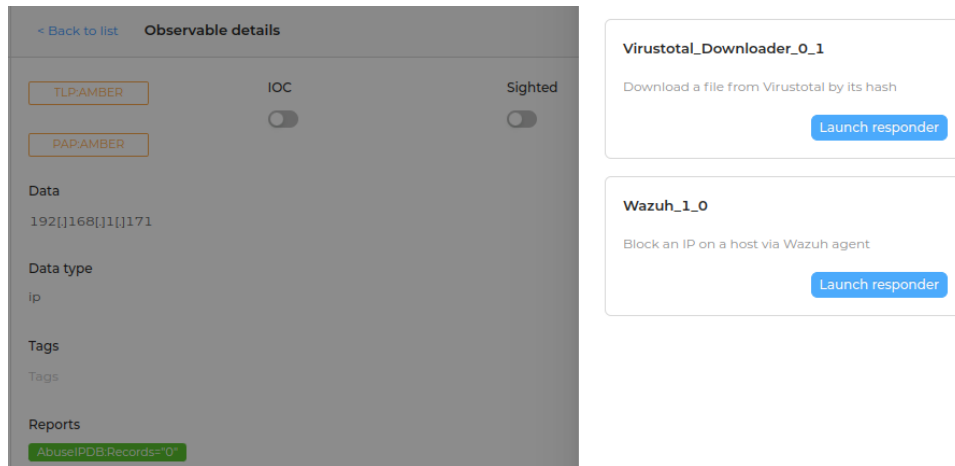 < Back to list Observable details
TLP:AMBER IOC Sighted
PAP:AMBER
Data
192[.]168[.]1[.]171
Data type
ip
Tags
Tags
Reports
AbuseIPDB:Records="0"
Virustotal_Downloader_0_1
Download a file from Virustotal by its hash
Launch responder
Wazuh_1_0
Block an IP on a host via Wazuh agent
Launch responder